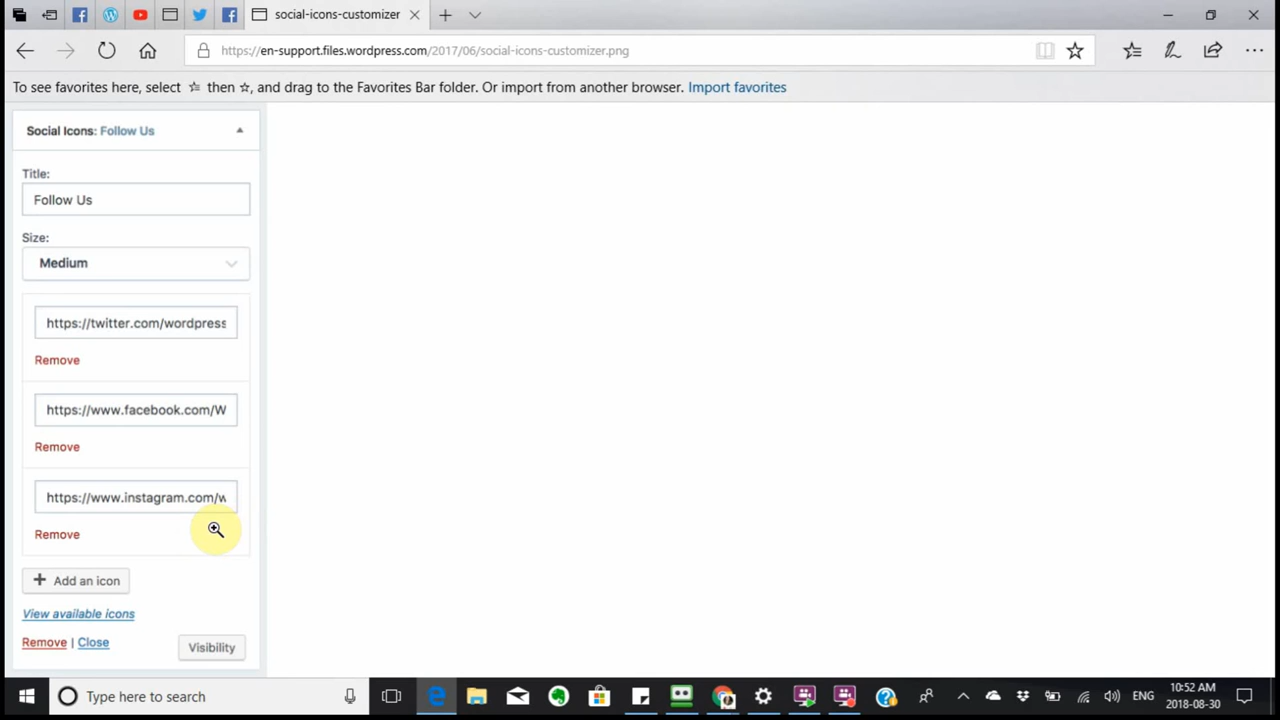 social-icons-customizer
https://en-support.files.wordpress.com/2017/06/social-icons-customizer.png
To see favorites here, select then , and drag to the Favorites Bar folder. Or import from another browser. Import favorites
Social Icons: Follow Us
Title:
Follow Us
Size:
Medium
https://twitter.com/wordpress
Remove
https://www.facebook.com/W
Remove
https://www.instagram.com/w
Remove
+ Add an icon
View available icons
Remove | Close
Visibility
Type here to search
ENG
10:52 AM
2018-08-30